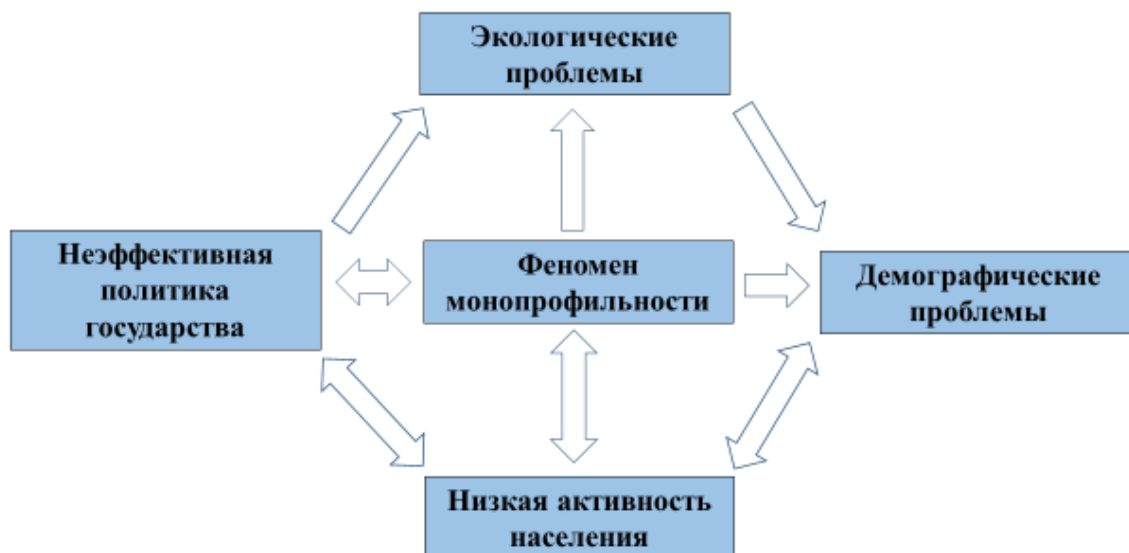 Экологические
проблемы
Неэффективная
политика
государства
Феномен
монопрофильности
Демографические
проблемы
Низкая активность
населения